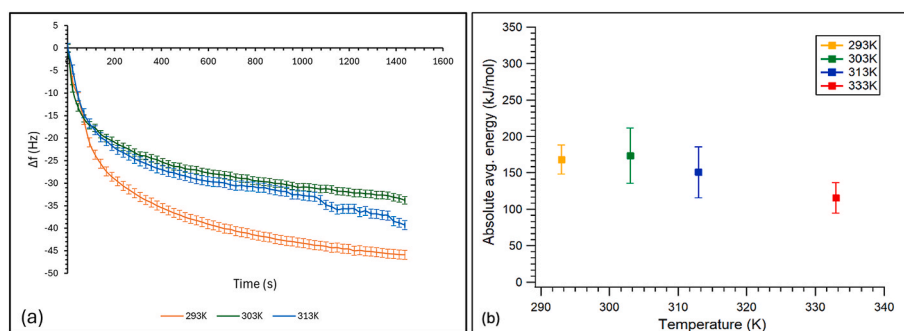 5
0
0 200 400 600 800 1000 1200 1400 1600
-5
-10
-15
-20
-25
-30
-35
-40
-45
-50
Δf (Hz)
Time (s)
293K 303K 313K
(a)
350
300
250
200
150
100
50
0
Absolute avg. energy (kJ/mol)
293K
303K
313K
333K
290 300 310 320 330 340
Temperature (K)
(b)